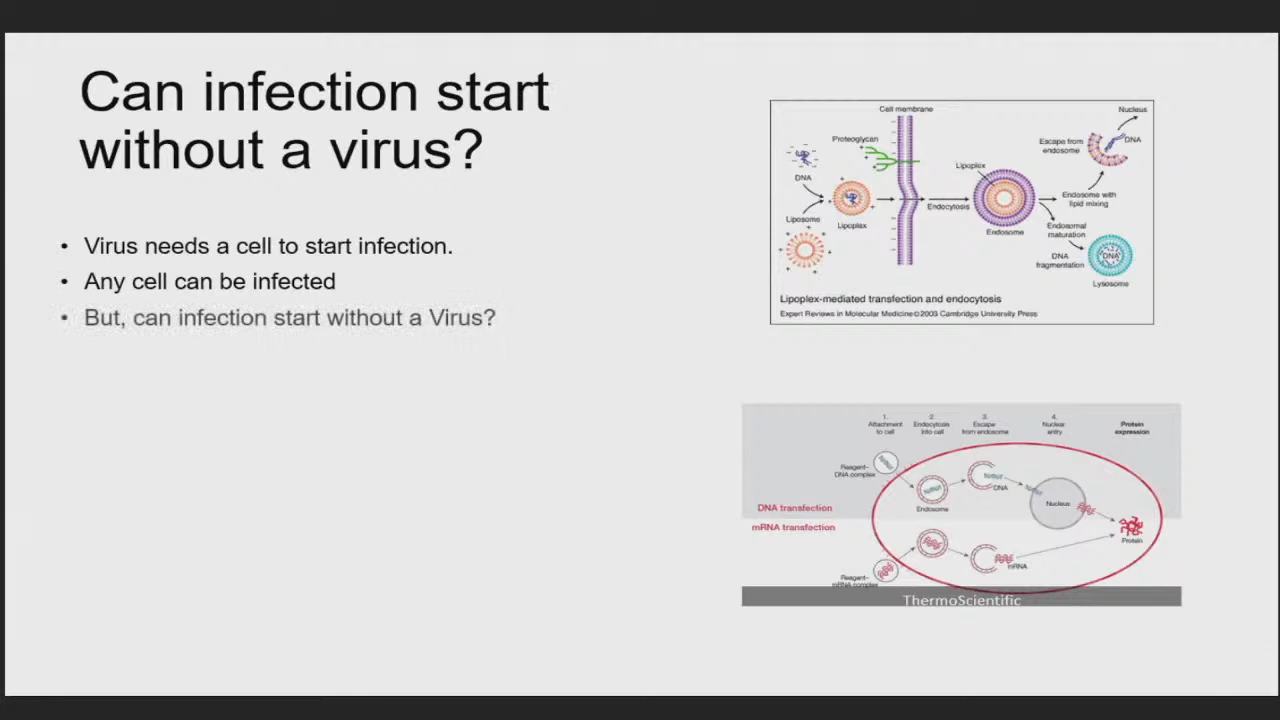 Can infection start
without a virus?
• Virus needs a cell to start infection.
• Any cell can be infected
• But, can infection start without a Virus?
Cell membrane
Nucleus
Proteoglycan
Escape from
endosome
DNA
DNA
Lipoplex
Liposome
Lipoplex
Endocytosis
Endosome
Endosome with
lipid mixing
Endosomal
maturation
DNA
fragmentation
DNA
Lysosome
Lipoplex-mediated transfection and endocytosis
Expert Reviews in Molecular Medicine©2003 Cambridge University Press
1.
Attachment
to cell
2.
Endocytosis
into cell
3.
Escape
from endosome
4.
Nuclear
entry
Protein
expression
Reagent–
DNA complex
Endosome
DNA
Nucleus
DNA transfection
mRNA transfection
Protein
mRNA
Reagent–
mRNA complex
ThermoScientific